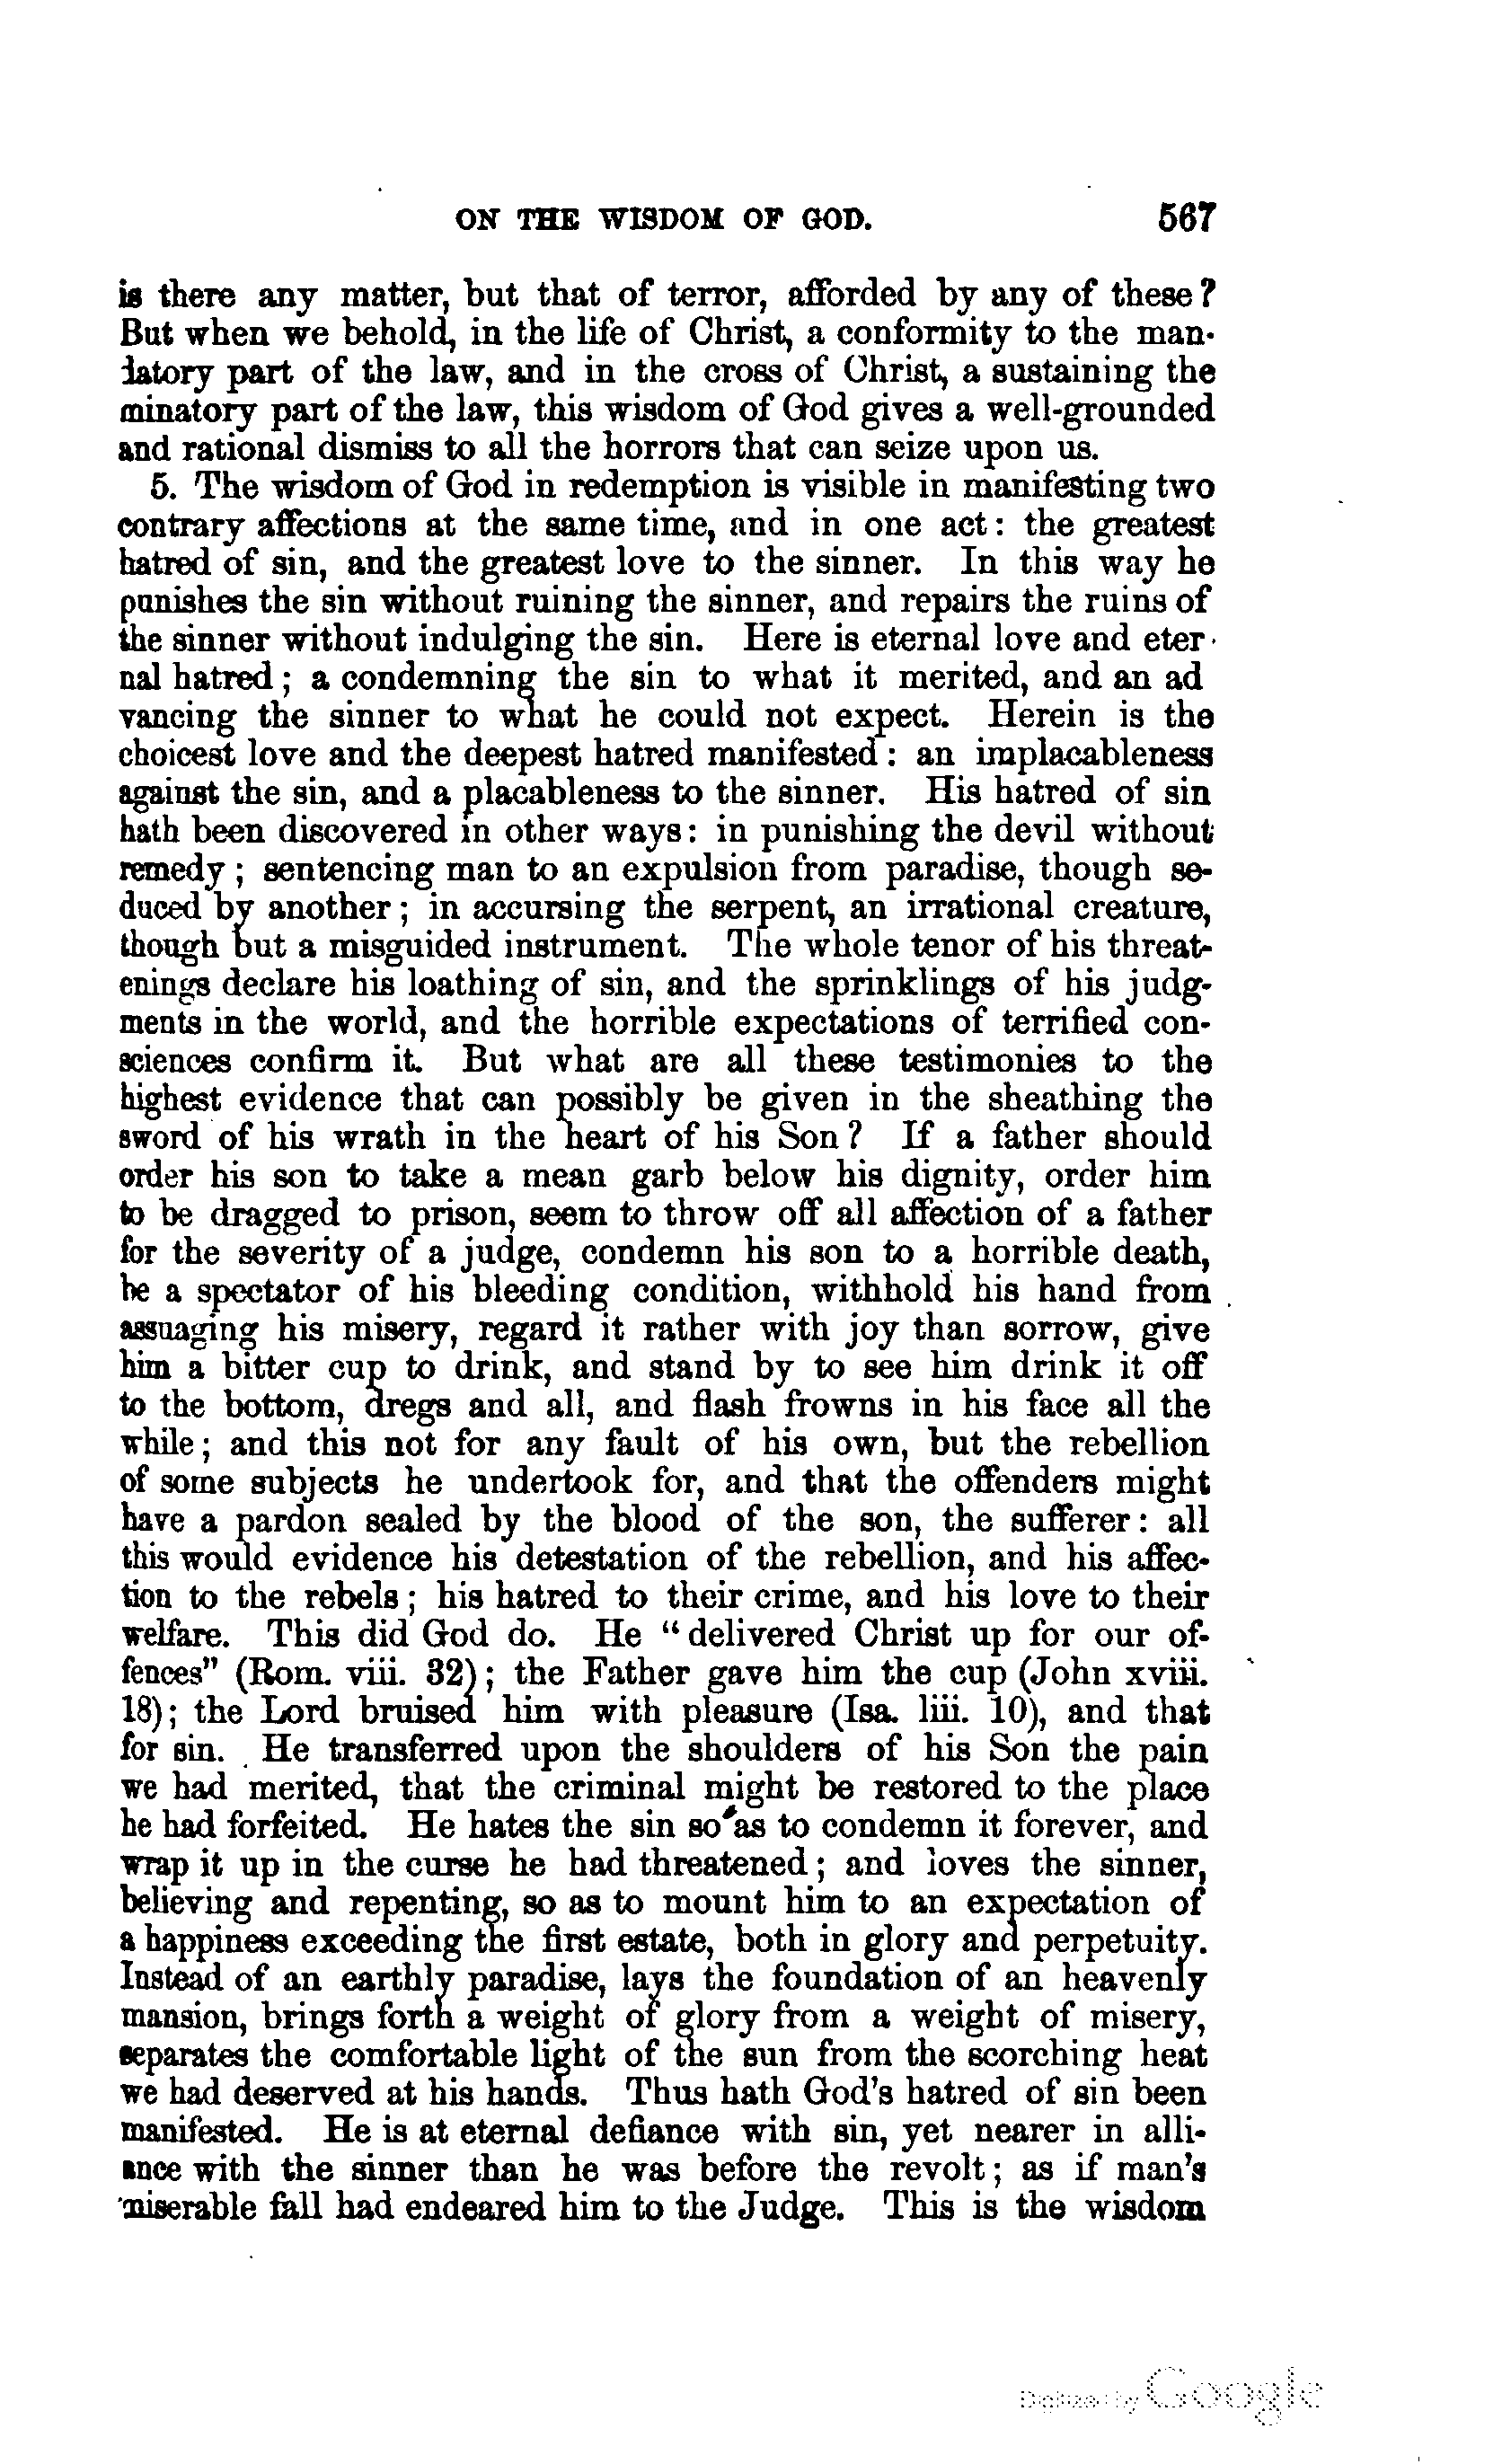 ON THE WISDOM OF GOD. 567
is there any matter, but that of terror, afforded by any of these?
But when we behold, in the life of Christ, a conformity to the man-
datory part of the law, and in the cross of Christ, a sustaining the
minatory part of the law, this wisdom of God gives a well-grounded
and rational dismiss to all the horrors that can seize upon us.
5. The wisdom of God in redemption is visible in manifesting two
contrary affections at the same time, and in one act: the greatest
hatred of sin, and the greatest love to the sinner. In this way he
punishes the sin without ruining the sinner, and repairs the ruins of
the sinner without indulging the sin. Here is eternal love and eter-
nal hatred; a condemning the sin to what it merited, and an ad
vancing the sinner to what he could not expect. Herein is the
choicest love and the deepest hatred manifested: an implacableness
against the sin, and a placableness to the sinner. His hatred of sin
hath been discovered in other ways: in punishing the devil without
remedy; sentencing man to an expulsion from paradise, though se-
duced by another; in accursing the serpent, an irrational creature,
though but a misguided instrument. The whole tenor of his threat-
enings declare his loathing of sin, and the sprinklings of his judg-
ments in the world, and the horrible expectations of terrified con-
sciences confirm it. But what are all these testimonies to the
highest evidence that can possibly be given in the sheathing the
sword of his wrath in the heart of his Son? If a father should
order his son to take a mean garb below his dignity, order him
to be dragged to prison, seem to throw off all affection of a father
for the severity of a judge, condemn his son to a horrible death,
be a spectator of his bleeding condition, withhold his hand from
assuaging his misery, regard it rather with joy than sorrow, give
him a bitter cup to drink, and stand by to see him drink it off
to the bottom, dregs and all, and flash frowns in his face all the
while; and this not for any fault of his own, but the rebellion
of some subjects he undertook for, and that the offenders might
have a pardon sealed by the blood of the son, the sufferer: all
this would evidence his detestation of the rebellion, and his affec-
tion to the rebels; his hatred to their crime, and his love to their
welfare. This did God do. He "delivered Christ up for our of-
fences" (Rom. viii. 32); the Father gave him the cup (John xviii.
18); the Lord bruised him with pleasure (Isa. liii. 10), and that
for sin. He transferred upon the shoulders of his Son the pain
we had merited, that the criminal might be restored to the place
he had forfeited. He hates the sin so as to condemn it forever, and
wrap it up in the curse he had threatened; and loves the sinner,
believing and repenting, so as to mount him to an expectation of
a happiness exceeding the first estate, both in glory and perpetuity.
Instead of an earthly paradise, lays the foundation of an heavenly
mansion, brings forth a weight of glory from a weight of misery,
separates the comfortable light of the sun from the scorching heat
we had deserved at his hands. Thus hath God's hatred of sin been
manifested. He is at eternal defiance with sin, yet nearer in alli-
ance with the sinner than he was before the revolt; as if man's
miserable fall had endeared him to the Judge. This is the wisdom
Digitized by Google